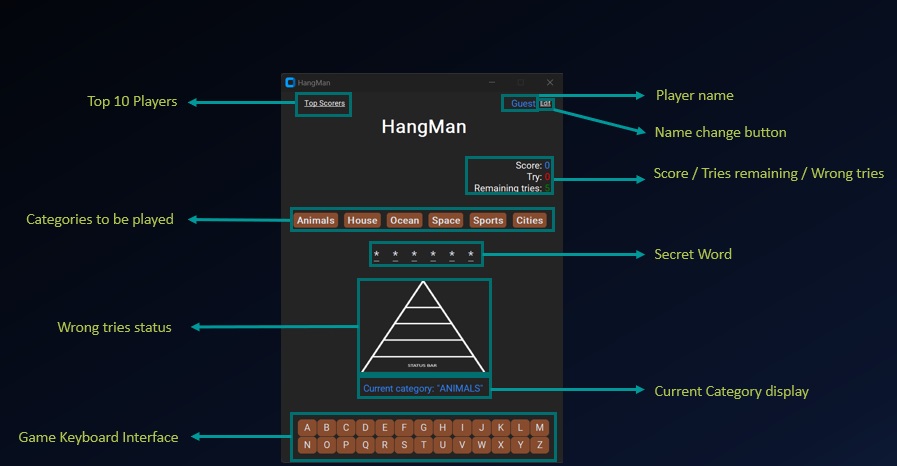 HangMan
Top 10 Players
Top Scorers
Guest Edit
Player name
HangMan
Name change button
Score: 0
Try: 0
Remaining tries: 5
Score / Tries remaining / Wrong tries
Categories to be played
Animals House Ocean Space Sports Cities
* * * * * *
Secret Word
Wrong tries status
STATUS BAR
Current category: "ANIMALS"
Current Category display
Game Keyboard Interface
A B C D E F G H I J K L M
N O P Q R S T U V W X Y Z